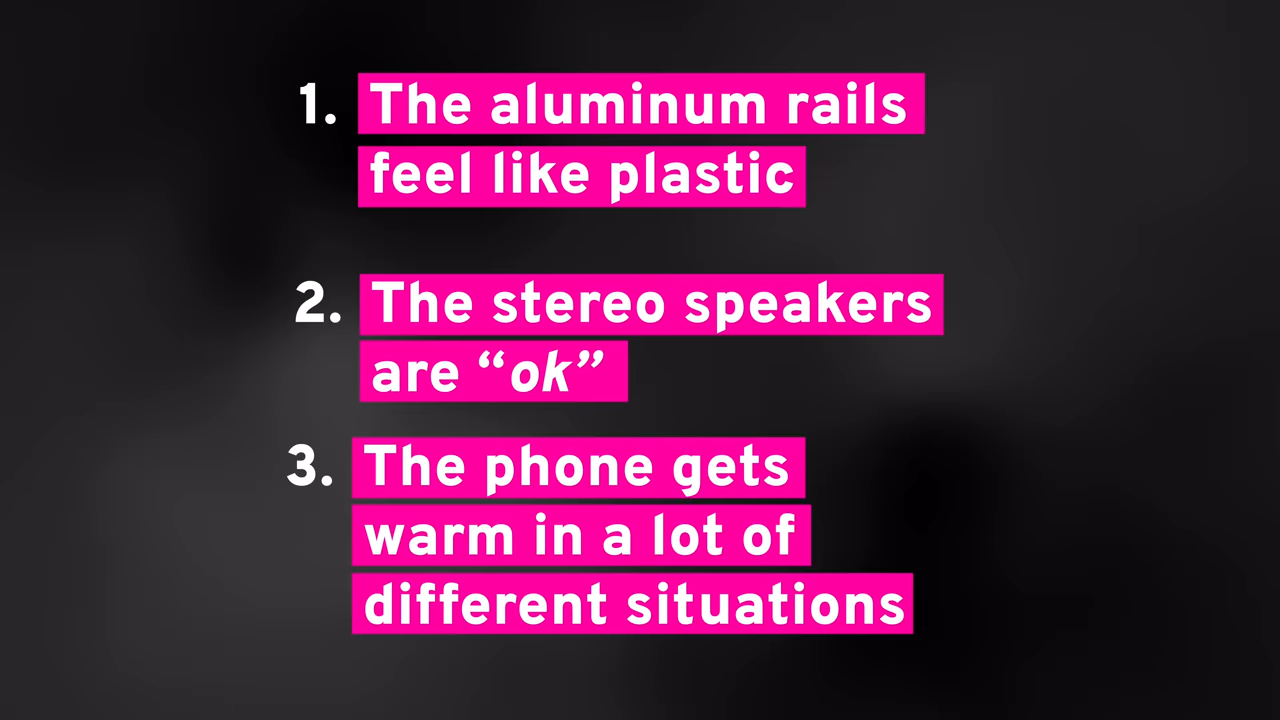 1. The aluminum rails
feel like plastic
2. The stereo speakers
are “ok”
3. The phone gets
warm in a lot of
different situations